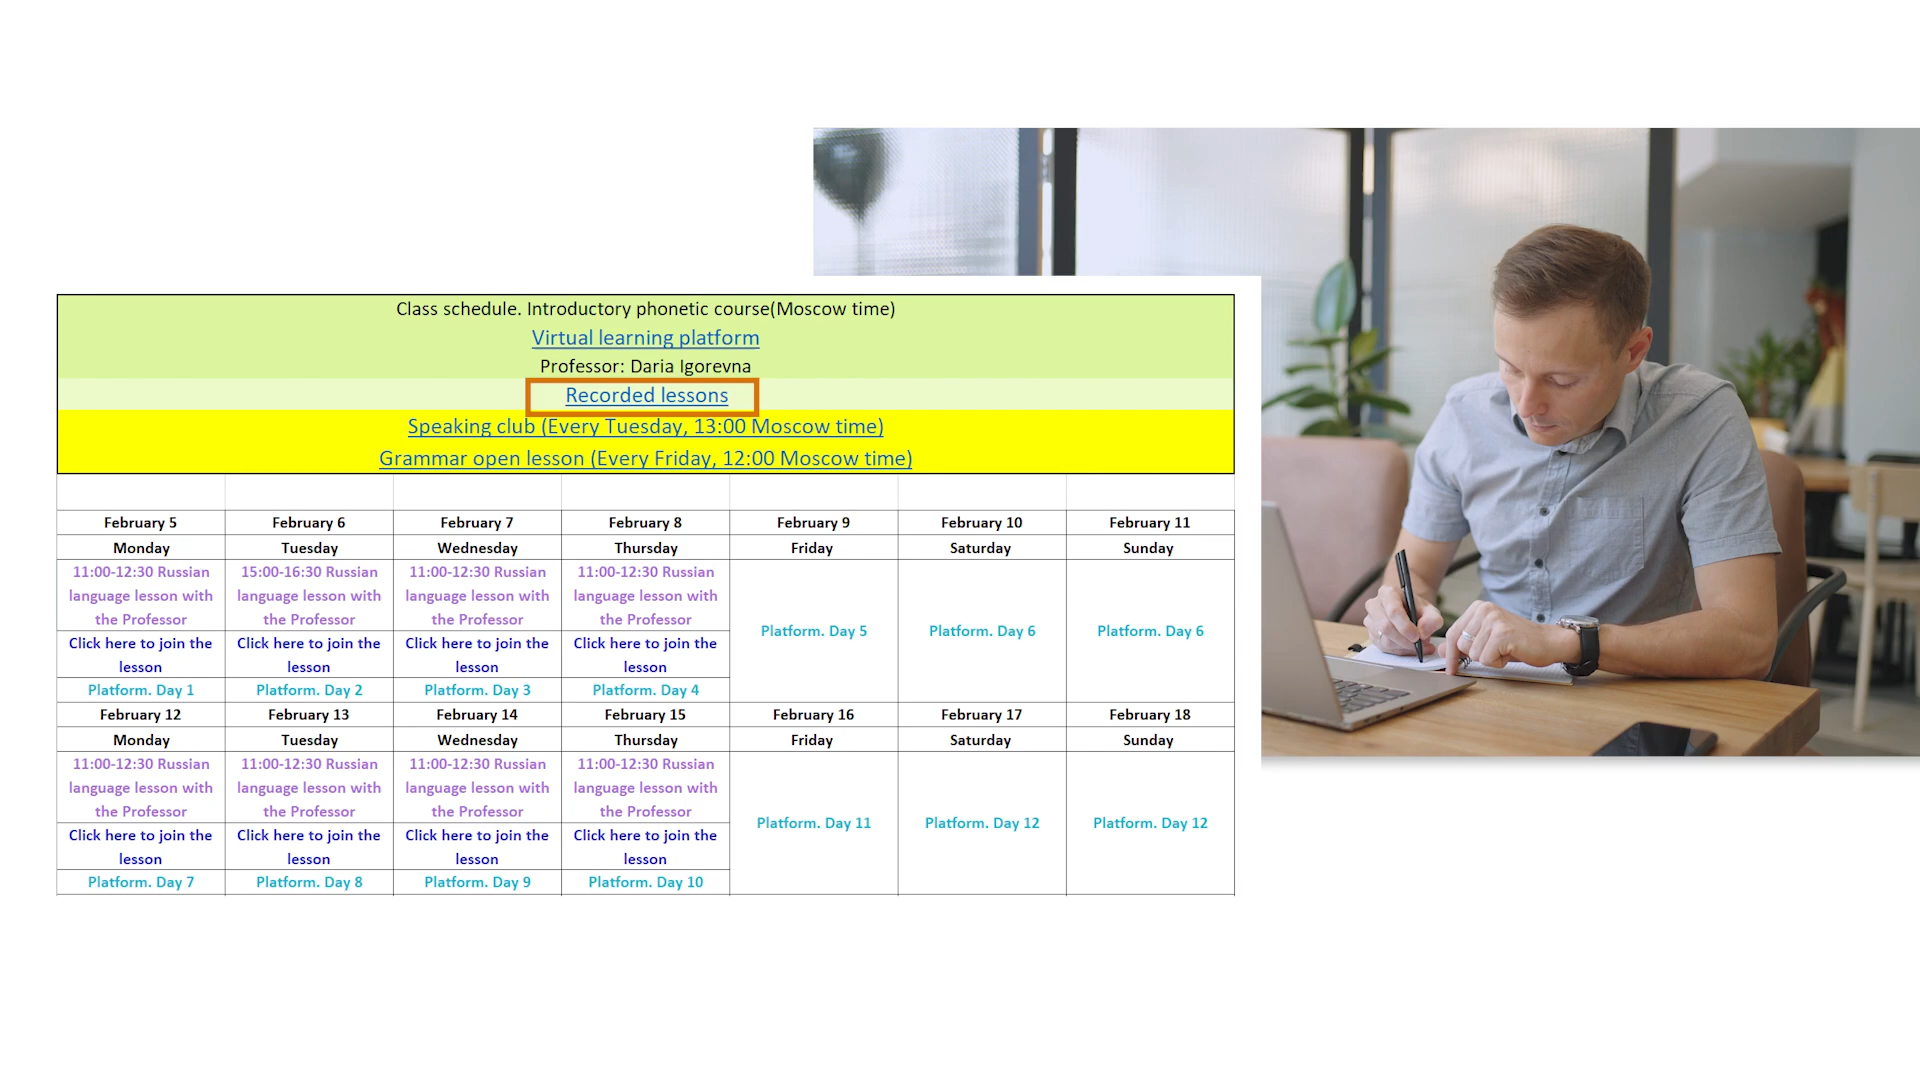 Class schedule. Introductory phonetic course(Moscow time)
Virtual learning platform
Professor: Daria Igorevna
Recorded lessons
Speaking club (Every Tuesday, 13:00 Moscow time)
Grammar open lesson (Every Friday, 12:00 Moscow time)
February 5 February 6 February 7 February 8 February 9 February 10 February 11
Monday Tuesday Wednesday Thursday Friday Saturday Sunday
11:00-12:30 Russian 15:00-16:30 Russian 11:00-12:30 Russian 11:00-12:30 Russian
language lesson with language lesson with language lesson with language lesson with
the Professor the Professor the Professor the Professor
Platform. Day 5 Platform. Day 6 Platform. Day 6
Click here to join the Click here to join the Click here to join the Click here to join the
lesson lesson lesson lesson
Platform. Day 1 Platform. Day 2 Platform. Day 3 Platform. Day 4
February 12 February 13 February 14 February 15 February 16 February 17 February 18
Monday Tuesday Wednesday Thursday Friday Saturday Sunday
11:00-12:30 Russian 11:00-12:30 Russian 11:00-12:30 Russian 11:00-12:30 Russian
language lesson with language lesson with language lesson with language lesson with
the Professor the Professor the Professor the Professor
Platform. Day 11 Platform. Day 12 Platform. Day 12
Click here to join the Click here to join the Click here to join the Click here to join the
lesson lesson lesson lesson
Platform. Day 7 Platform. Day 8 Platform. Day 9 Platform. Day 10